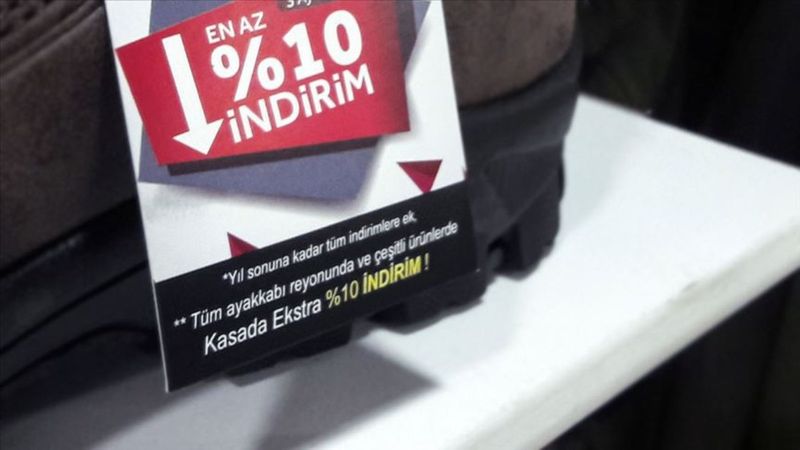 EN AZ
%10
İNDİRİM
*Yıl sonuna kadar tüm indirimlere ek,
** Tüm ayakkabı reyonunda ve çeşitli ürünlerde
Kasada Ekstra %10 İNDİRİM !